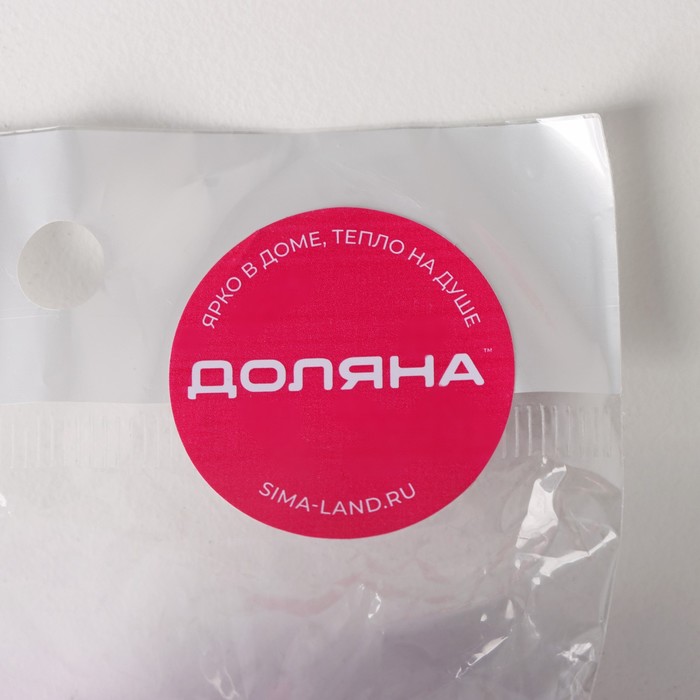 ЯРКО В ДОМЕ, ТЕПЛО НА ДУШЕ
ДОЛЯНА™
SIMA-LAND.RU